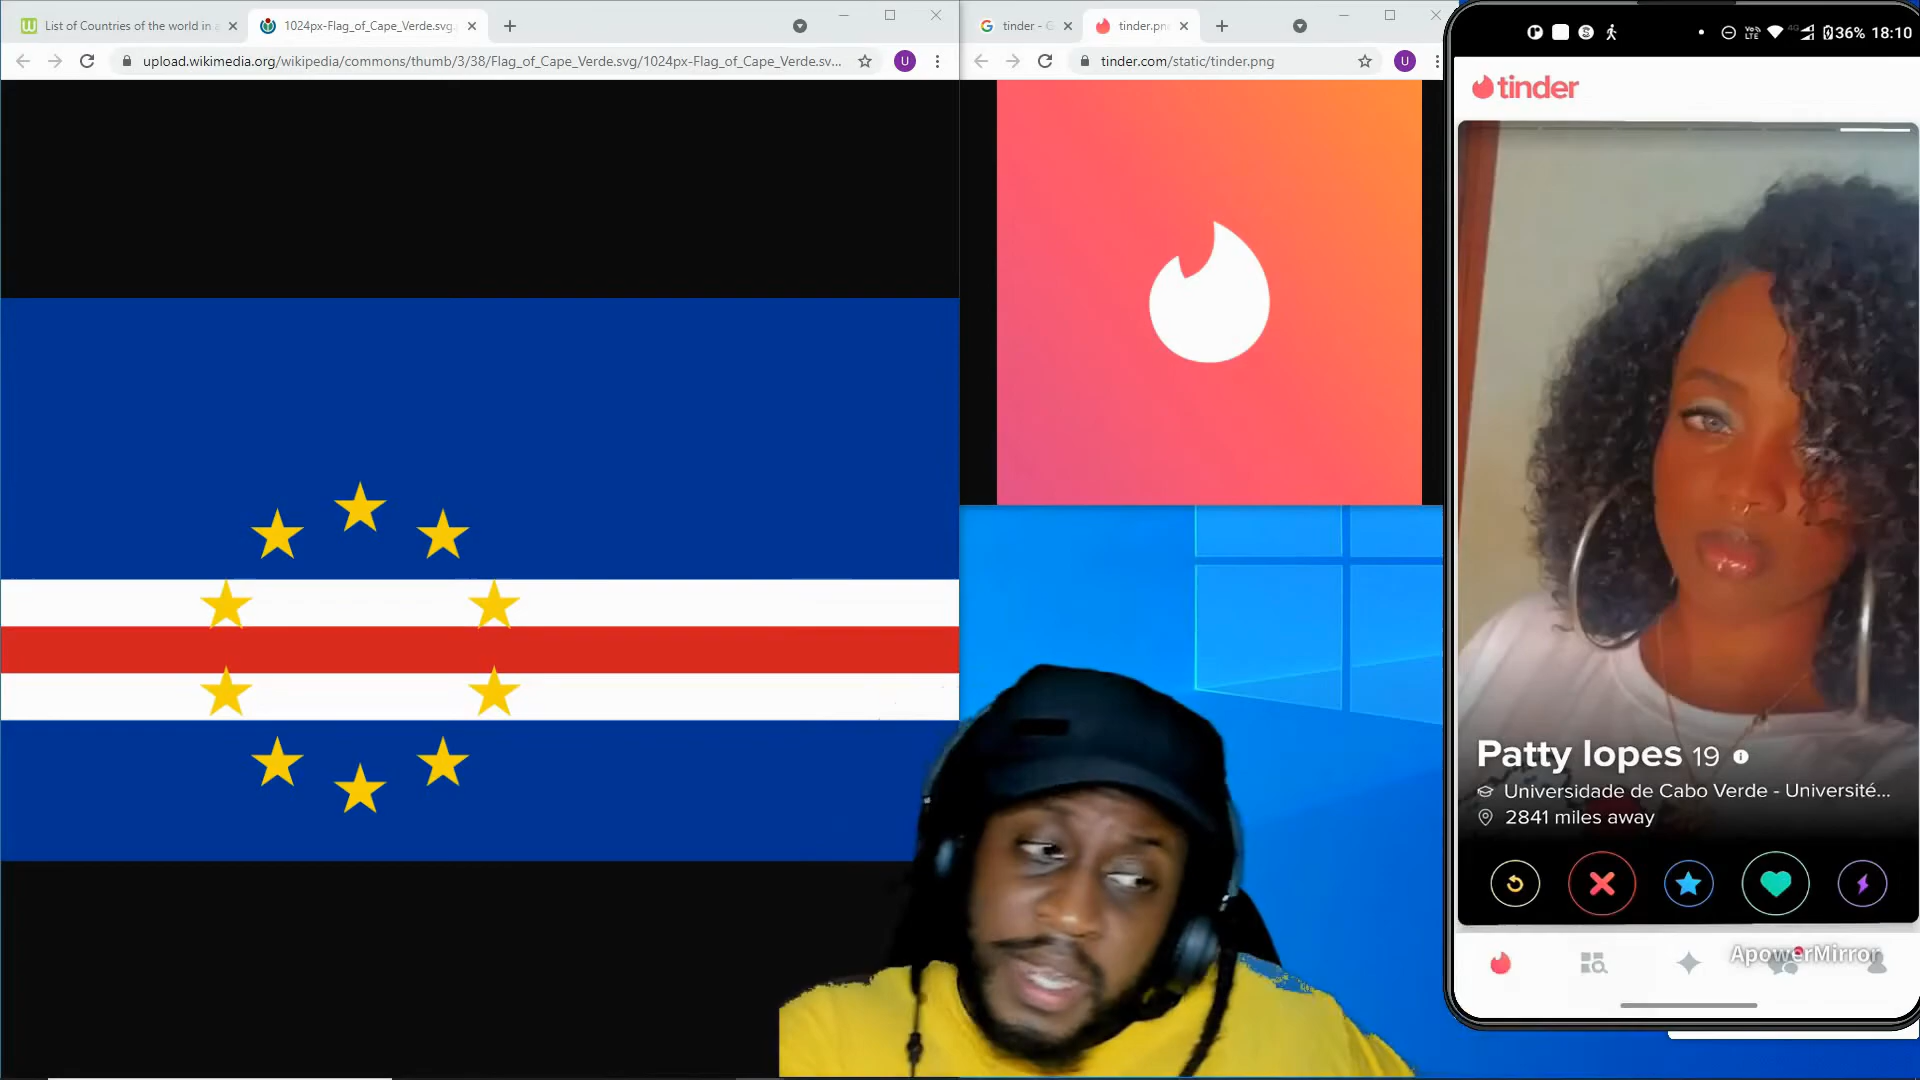 List of Countries of the world in a
1024px-Flag_of_Cape_Verde.svg.
upload.wikimedia.org/wikipedia/commons/thumb/3/38/Flag_of_Cape_Verde.svg/1024px-Flag_of_Cape_Verde.sv...
U
tinder - G
tinder.pn
tinder.com/static/tinder.png
U
36% 18:10
tinder
Patty lopes 19
Universidade de Cabo Verde - Université...
2841 miles away
ApowerMirror